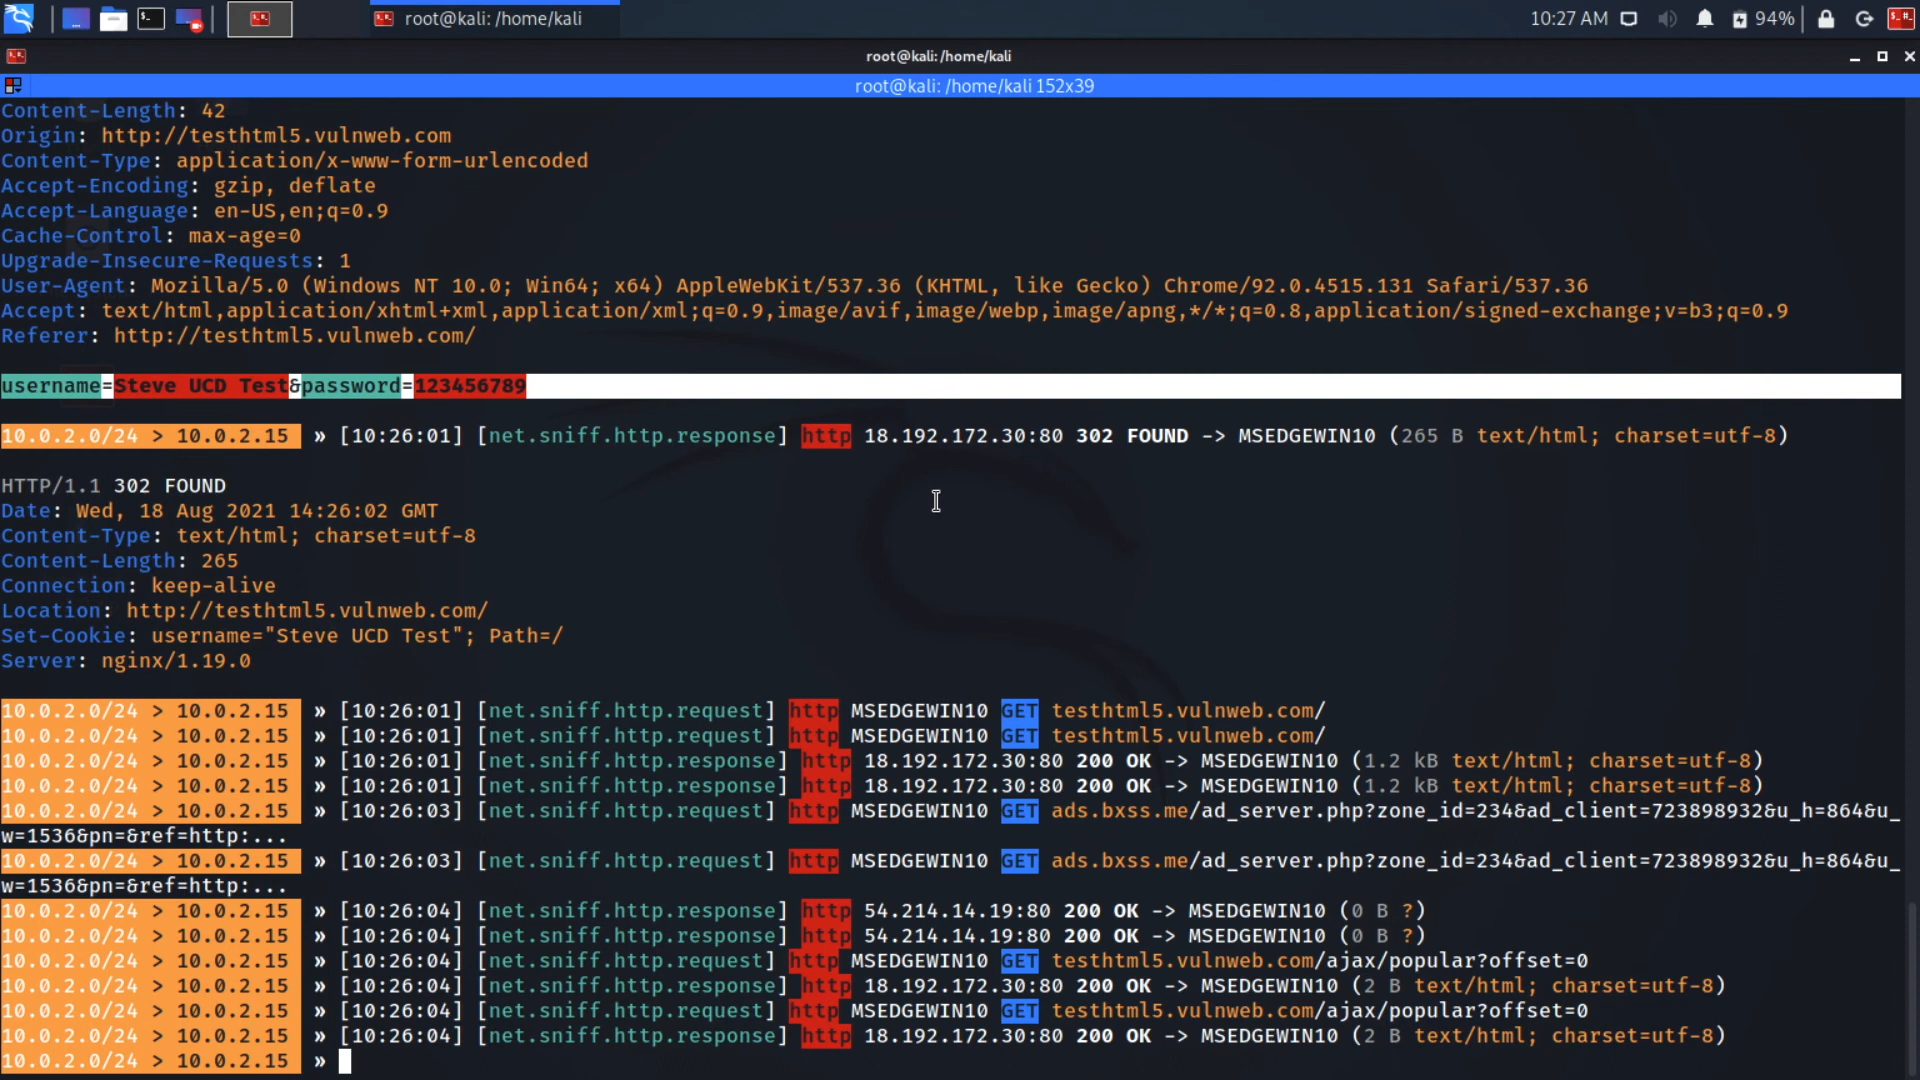 root@kali: /home/kali
10:27 AM
94%
root@kali:/home/kali
root@kali: /home/kali 152x39
Content-Length: 42
Origin: http://testhtml5.vulnweb.com
Content-Type: application/x-www-form-urlencoded
Accept-Encoding: gzip, deflate
Accept-Language: en-US,en;q=0.9
Cache-Control: max-age=0
Upgrade-Insecure-Requests: 1
User-Agent: Mozilla/5.0 (Windows NT 10.0; Win64; x64) AppleWebKit/537.36 (KHTML, like Gecko) Chrome/92.0.4515.131 Safari/537.36
Accept: text/html,application/xhtml+xml,application/xml;q=0.9,image/avif,image/webp,image/apng,*/*;q=0.8,application/signed-exchange;v=b3;q=0.9
Referer: http://testhtml5.vulnweb.com/
username=Steve UCD Test&password=123456789
10.0.2.0/24 > 10.0.2.15 » [10:26:01] [net.sniff.http.response] http 18.192.172.30:80 302 FOUND -> MSEDGEWIN10 (265 B text/html; charset=utf-8)
HTTP/1.1 302 FOUND
Date: Wed, 18 Aug 2021 14:26:02 GMT
Content-Type: text/html; charset=utf-8
Content-Length: 265
Connection: keep-alive
Location: http://testhtml5.vulnweb.com/
Set-Cookie: username="Steve UCD Test"; Path=/
Server: nginx/1.19.0
10.0.2.0/24 > 10.0.2.15 » [10:26:01] [net.sniff.http.request] http MSEDGEWIN10 GET testhtml5.vulnweb.com/
10.0.2.0/24 > 10.0.2.15 » [10:26:01] [net.sniff.http.request] http MSEDGEWIN10 GET testhtml5.vulnweb.com/
10.0.2.0/24 > 10.0.2.15 » [10:26:01] [net.sniff.http.response] http 18.192.172.30:80 200 OK -> MSEDGEWIN10 (1.2 kB text/html; charset=utf-8)
10.0.2.0/24 > 10.0.2.15 » [10:26:01] [net.sniff.http.response] http 18.192.172.30:80 200 OK -> MSEDGEWIN10 (1.2 kB text/html; charset=utf-8)
10.0.2.0/24 > 10.0.2.15 » [10:26:03] [net.sniff.http.request] http MSEDGEWIN10 GET ads.bxss.me/ad_server.php?zone_id=234&ad_client=723898932&u_h=864&u_
w=1536&pn=&ref=http:...
10.0.2.0/24 > 10.0.2.15 » [10:26:03] [net.sniff.http.request] http MSEDGEWIN10 GET ads.bxss.me/ad_server.php?zone_id=234&ad_client=723898932&u_h=864&u_
w=1536&pn=&ref=http:...
10.0.2.0/24 > 10.0.2.15 » [10:26:04] [net.sniff.http.response] http 54.214.14.19:80 200 OK -> MSEDGEWIN10 (0 B ?)
10.0.2.0/24 > 10.0.2.15 » [10:26:04] [net.sniff.http.response] http 54.214.14.19:80 200 OK -> MSEDGEWIN10 (0 B ?)
10.0.2.0/24 > 10.0.2.15 » [10:26:04] [net.sniff.http.request] http MSEDGEWIN10 GET testhtml5.vulnweb.com/ajax/popular?offset=0
10.0.2.0/24 > 10.0.2.15 » [10:26:04] [net.sniff.http.response] http 18.192.172.30:80 200 OK -> MSEDGEWIN10 (2 B text/html; charset=utf-8)
10.0.2.0/24 > 10.0.2.15 » [10:26:04] [net.sniff.http.request] http MSEDGEWIN10 GET testhtml5.vulnweb.com/ajax/popular?offset=0
10.0.2.0/24 > 10.0.2.15 » [10:26:04] [net.sniff.http.response] http 18.192.172.30:80 200 OK -> MSEDGEWIN10 (2 B text/html; charset=utf-8)
10.0.2.0/24 > 10.0.2.15 »